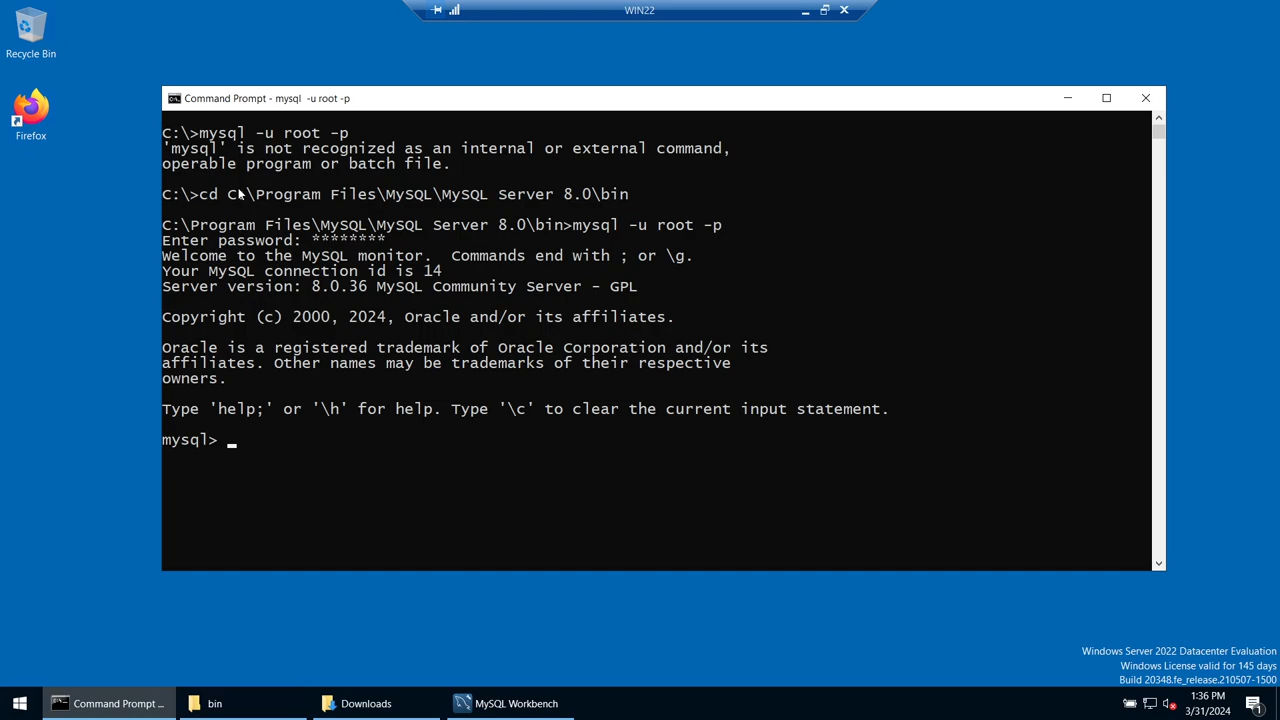 WIN22
Recycle Bin
Firefox
Command Prompt - mysql  -u root -p
C:\>mysql -u root -p
'mysql' is not recognized as an internal or external command,
operable program or batch file.
C:\>cd C:\Program Files\MySQL\MySQL Server 8.0\bin
C:\Program Files\MySQL\MySQL Server 8.0\bin>mysql -u root -p
Enter password: ********
Welcome to the MySQL monitor.  Commands end with ; or \g.
Your MySQL connection id is 14
Server version: 8.0.36 MySQL Community Server - GPL
Copyright (c) 2000, 2024, Oracle and/or its affiliates.
Oracle is a registered trademark of Oracle Corporation and/or its
affiliates. Other names may be trademarks of their respective
owners.
Type 'help;' or '\h' for help. Type '\c' to clear the current input statement.
mysql> _
Windows Server 2022 Datacenter Evaluation
Windows License valid for 145 days
Build 20348.fe_release.210507-1500
Command Prompt ...
bin
Downloads
MySQL Workbench
1:36 PM
3/31/2024
1